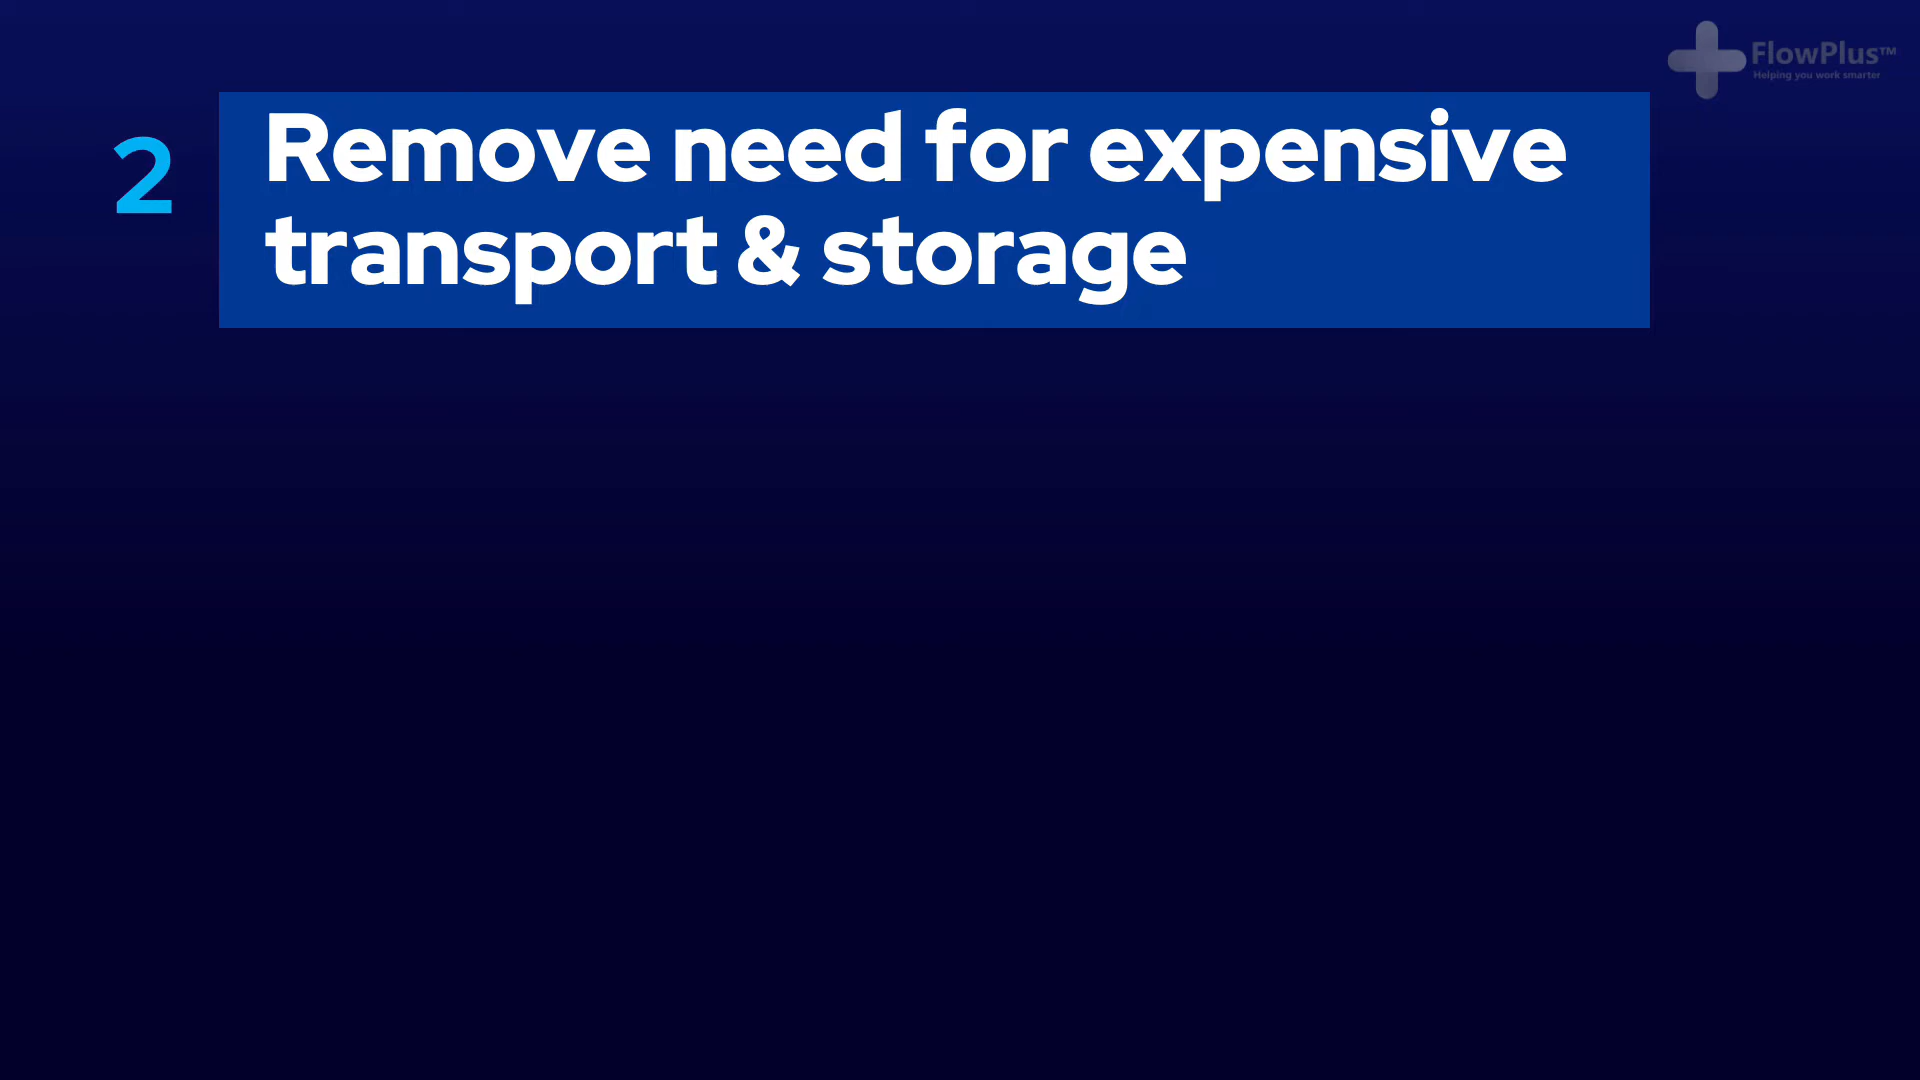 FlowPlus™
Helping you work smarter
2
Remove need for expensive
transport & storage